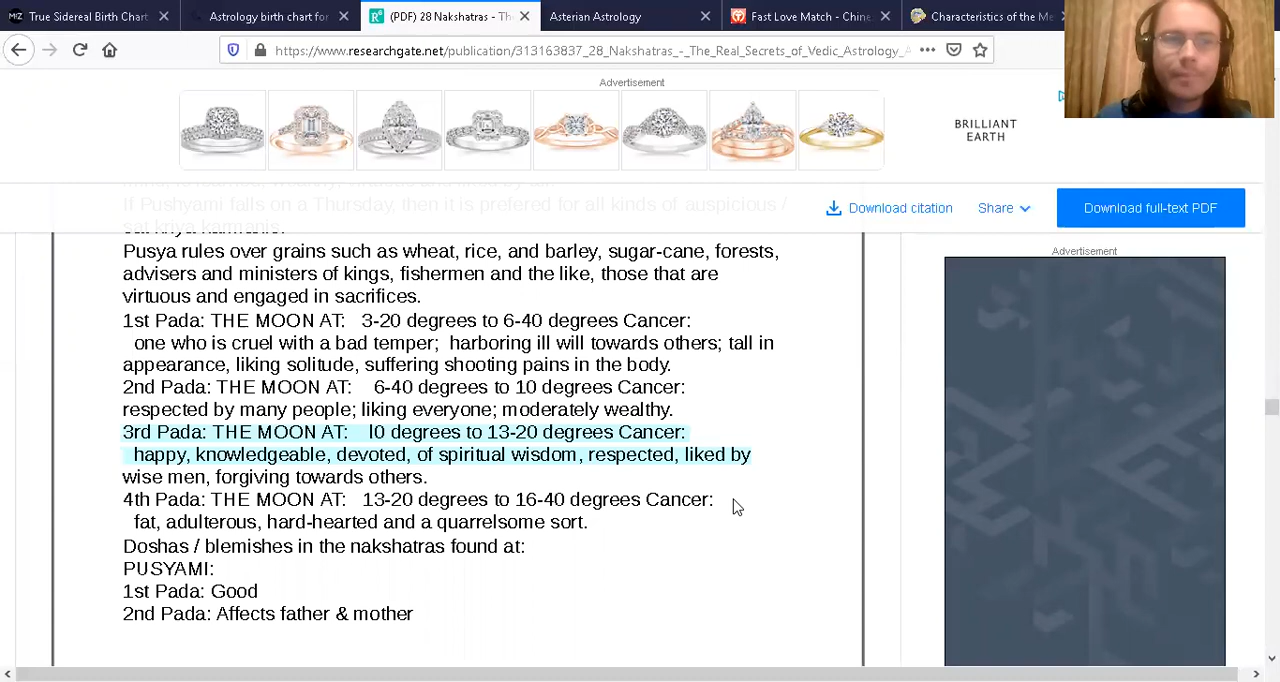 True Sidereal Birth Chart
Astrology birth chart for
(PDF) 28 Nakshatras - The
Asterian Astrology
Fast Love Match - Chine
Characteristics of the Me
https://www.researchgate.net/publication/313163837_28_Nakshatras_-_The_Real_Secrets_of_Vedic_Astrology_
Advertisement
BRILLIANT
EARTH
If Pushyami falls on a Thursday, then it is prefered for all kinds of auspicious /
Download citation
Share
Download full-text PDF
Pusya rules over grains such as wheat, rice, and barley, sugar-cane, forests,
advisers and ministers of kings, fishermen and the like, those that are
virtuous and engaged in sacrifices.
1st Pada: THE MOON AT: 3-20 degrees to 6-40 degrees Cancer:
one who is cruel with a bad temper; harboring ill will towards others; tall in
appearance, liking solitude, suffering shooting pains in the body.
2nd Pada: THE MOON AT: 6-40 degrees to 10 degrees Cancer:
respected by many people; liking everyone; moderately wealthy.
3rd Pada: THE MOON AT: l0 degrees to 13-20 degrees Cancer:
happy, knowledgeable, devoted, of spiritual wisdom, respected, liked by
wise men, forgiving towards others.
4th Pada: THE MOON AT: 13-20 degrees to 16-40 degrees Cancer:
fat, adulterous, hard-hearted and a quarrelsome sort.
Doshas / blemishes in the nakshatras found at:
PUSYAMI:
1st Pada: Good
2nd Pada: Affects father & mother
Advertisement